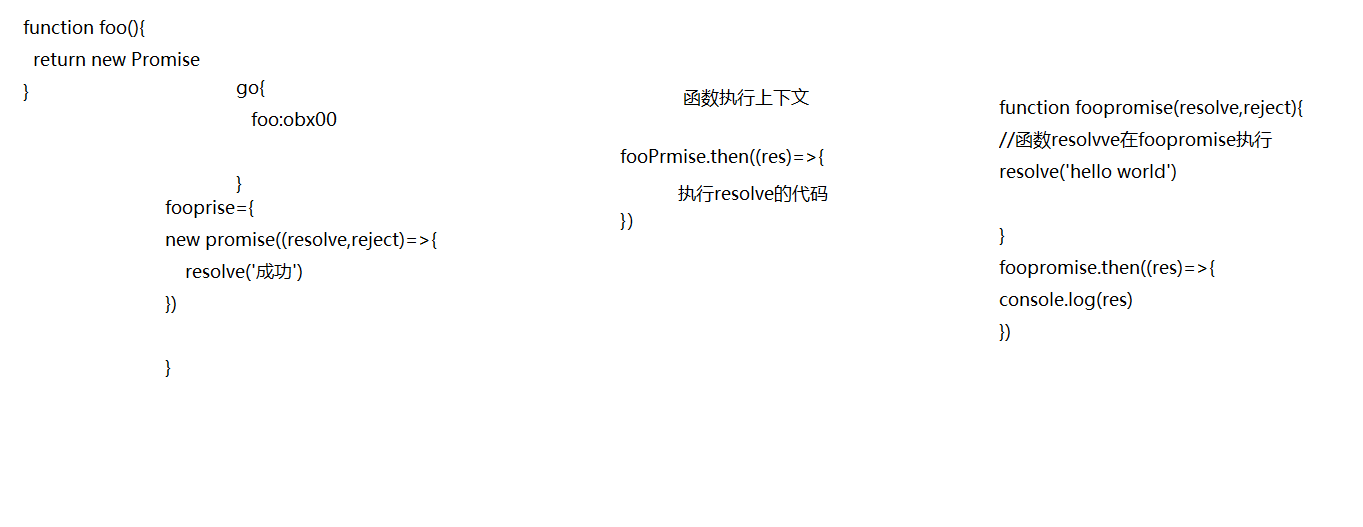 function foo(){
return new Promise
}
go{
foo:obx00
}
fooprise={
new promise((resolve,reject)=>{
resolve('成功')
})
}
函数执行上下文
fooPrmise.then((res)=>{
执行resolve的代码
})
function foopromise(resolve,reject){
//函数resolvve在foopromise执行
resolve('hello world')
}
foopromise.then((res)=>{
console.log(res)
})